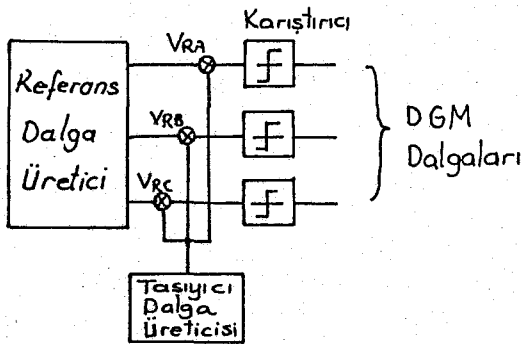 Karıştırıcı
VRA
Referans
Dalga
Üretici
VRB
VRC
DGM
Dalgaları
Taşıyıcı
Dalga
Üreticisi